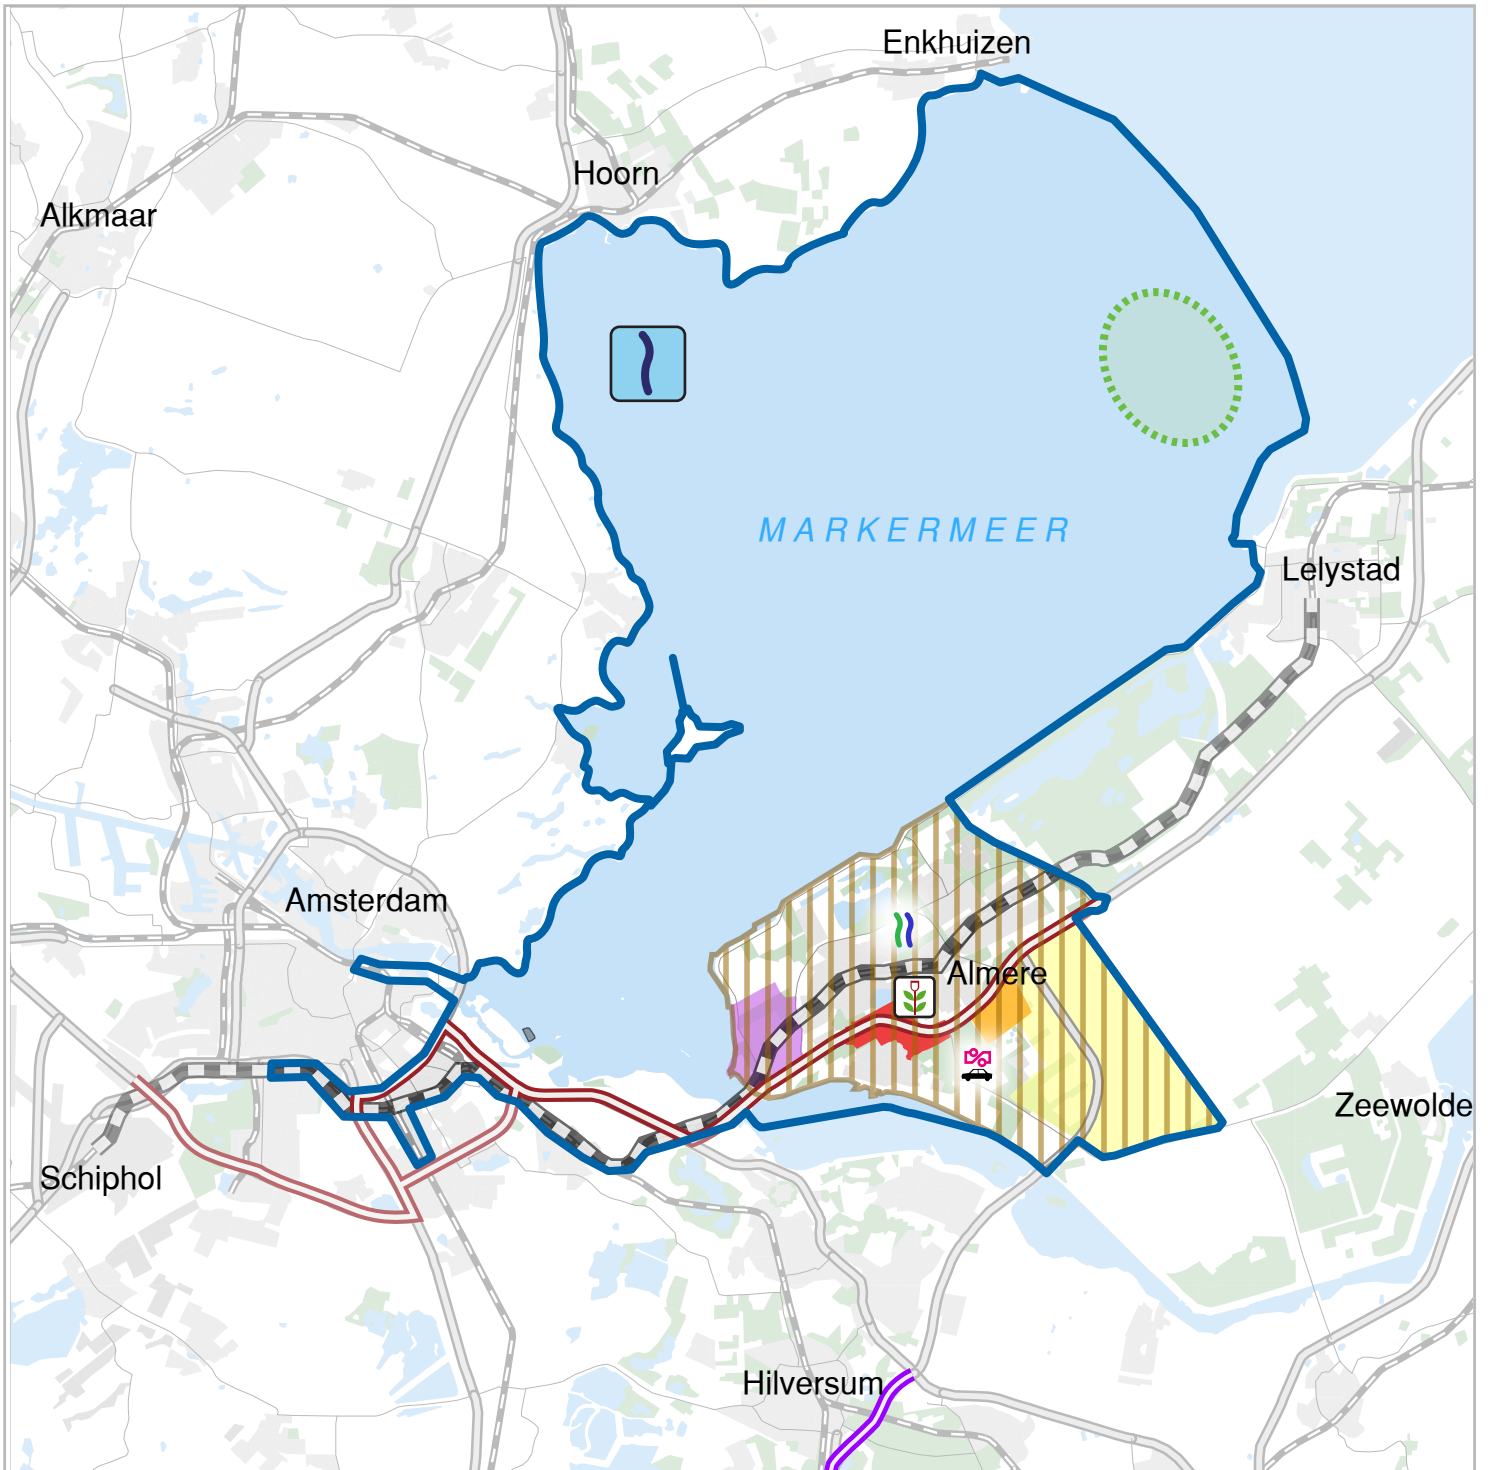 Enkhuizen
Hoorn
Alkmaar
MARKERMEER
Lelystad
Amsterdam
Almere
Zeewolde
Schiphol
Hilversum